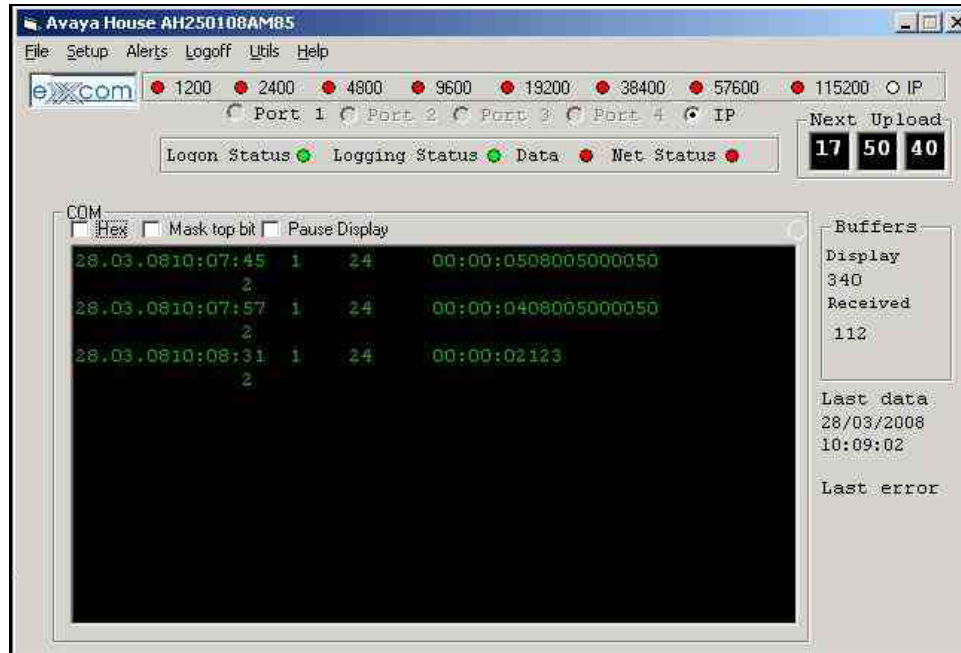 Avaya House AH250108AM85
File Setup Alerts Logoff Utils Help
exxcom 1200 2400 4800 9600 19200 38400 57600 115200 IP
Port 1 Port 2 Port 3 Port 4 IP
Next Upload
Logon Status Logging Status Data Net Status
17 50 40
COM
Hex Mask top bit Pause Display
Buffers
28.03.0810:07:45 1 24 00:00:0508005000050
2
28.03.0810:07:57 1 24 00:00:0408005000050
2
28.03.0810:08:31 1 24 00:00:02123
2
Display
340
Received
112
Last data
28/03/2008
10:09:02
Last error